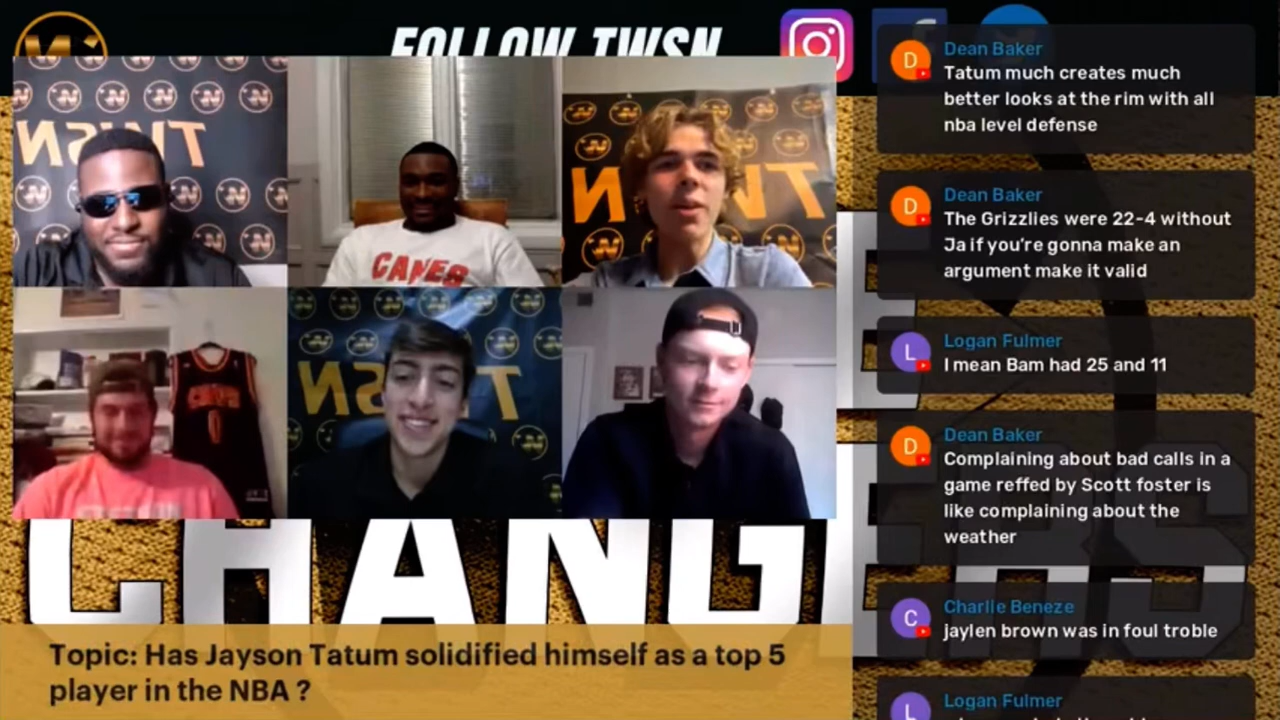 FOLLOW TWSN
TWSN
CANES
CAVS
0
Dean Baker
Tatum much creates much
better looks at the rim with all
nba level defense
Dean Baker
The Grizzlies were 22-4 without
Ja if you're gonna make an
argument make it valid
Logan Fulmer
I mean Bam had 25 and 11
Dean Baker
Complaining about bad calls in a
game reffed by Scott foster is
like complaining about the
weather
Charlie Beneze
jaylen brown was in foul troble
Logan Fulmer
CHANGERS
Topic: Has Jayson Tatum solidified himself as a top 5
player in the NBA ?